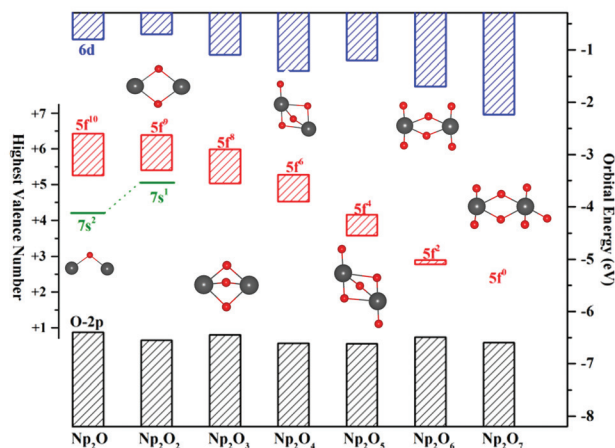 6d
+7
+6
+5
+4
+3
+2
+1
Highest Valence Number
5f¹⁰
5f⁹
5f⁸
5f⁶
5f⁴
5f²
5f⁰
7s²
7s¹
O-2p
-1
-2
-3
-4
-5
-6
-7
-8
Orbital Energy (eV)
Np₂O Np₂O₂ Np₂O₃ Np₂O₄ Np₂O₅ Np₂O₆ Np₂O₇